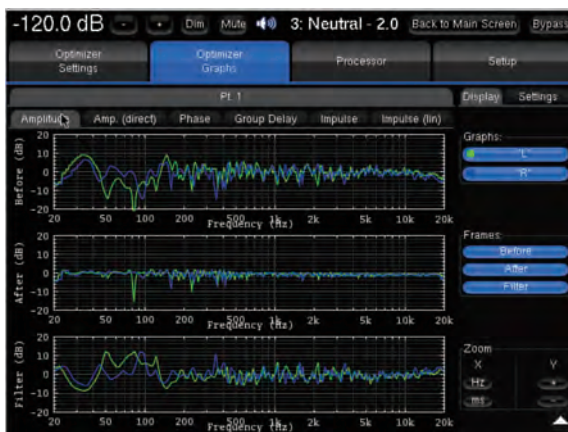 -120.0 dB - + Dim Mute 3: Neutral - 2.0 Back to Main Screen Bypass
Optimizer Settings
Optimizer Graphs
Processor
Setup
Pt. 1
Display Settings
Amplitude Amp. (direct) Phase Group Delay Impulse Impulse (lin)
Graphs:
"L"
"R"
Before (dB)
20
10
0
-10
-20
20 50 100 200 500 1k 2k 5k 10k 20k
Frequency (Hz)
Frames:
Before
After
Filter
After (dB)
20
10
0
-10
-20
20 50 100 200 500 1k 2k 5k 10k 20k
Frequency (Hz)
Zoom
X Y
Hz +
ms -
Filter (dB)
20
10
0
-10
-20
20 50 100 200 500 1k 2k 5k 10k 20k
Frequency (Hz)